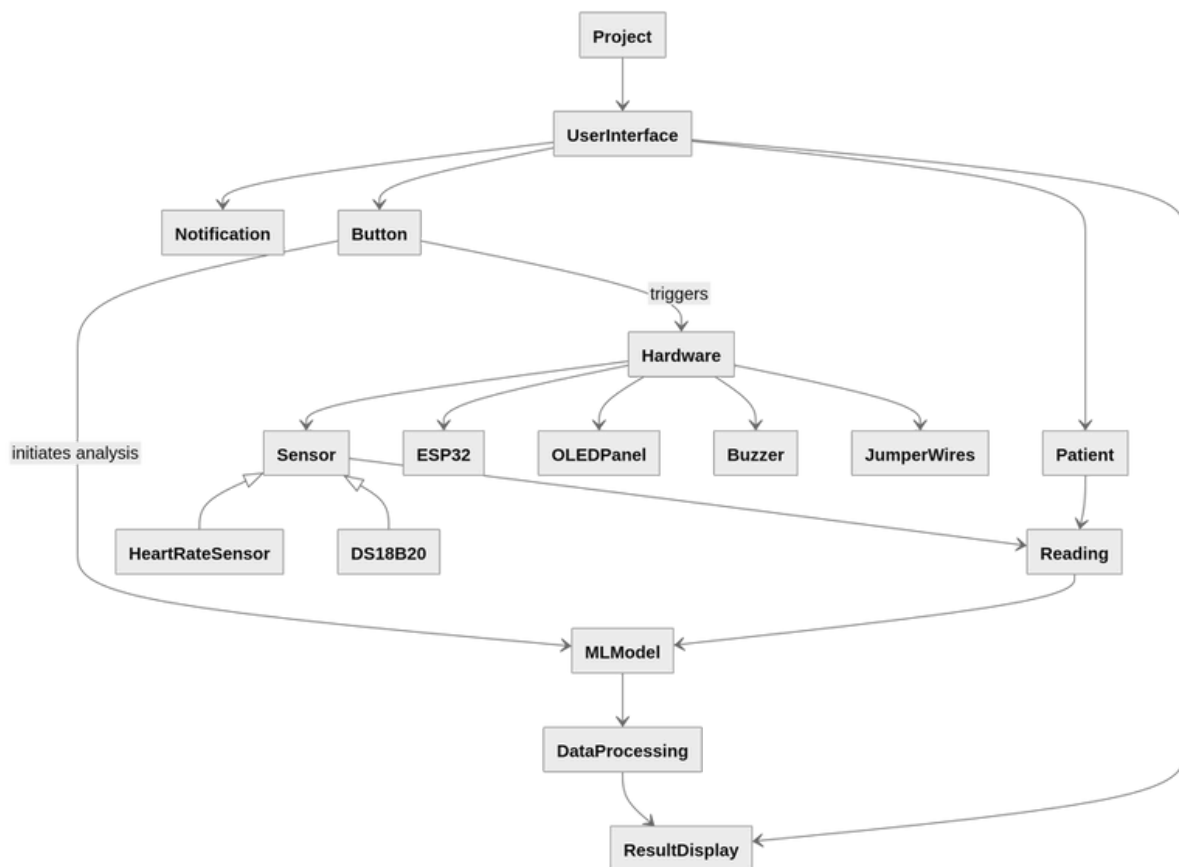 Project
UserInterface
Notification
Button
triggers
Hardware
initiates analysis
Sensor
ESP32
OLEDPanel
Buzzer
JumperWires
Patient
HeartRateSensor
DS18B20
Reading
MLModel
DataProcessing
ResultDisplay